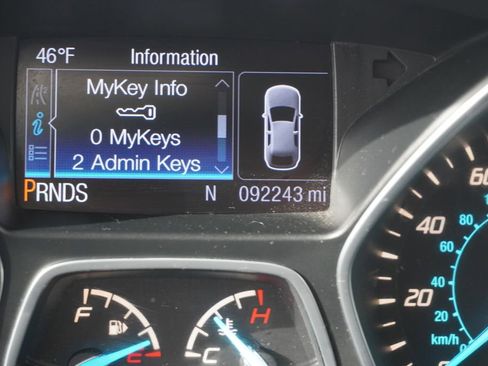 46°F Information
MyKey Info
0 MyKeys
2 Admin Keys
PRNDS N 092243 mi
F E
H C
60
40
20
80
60
40
20
km/h
0